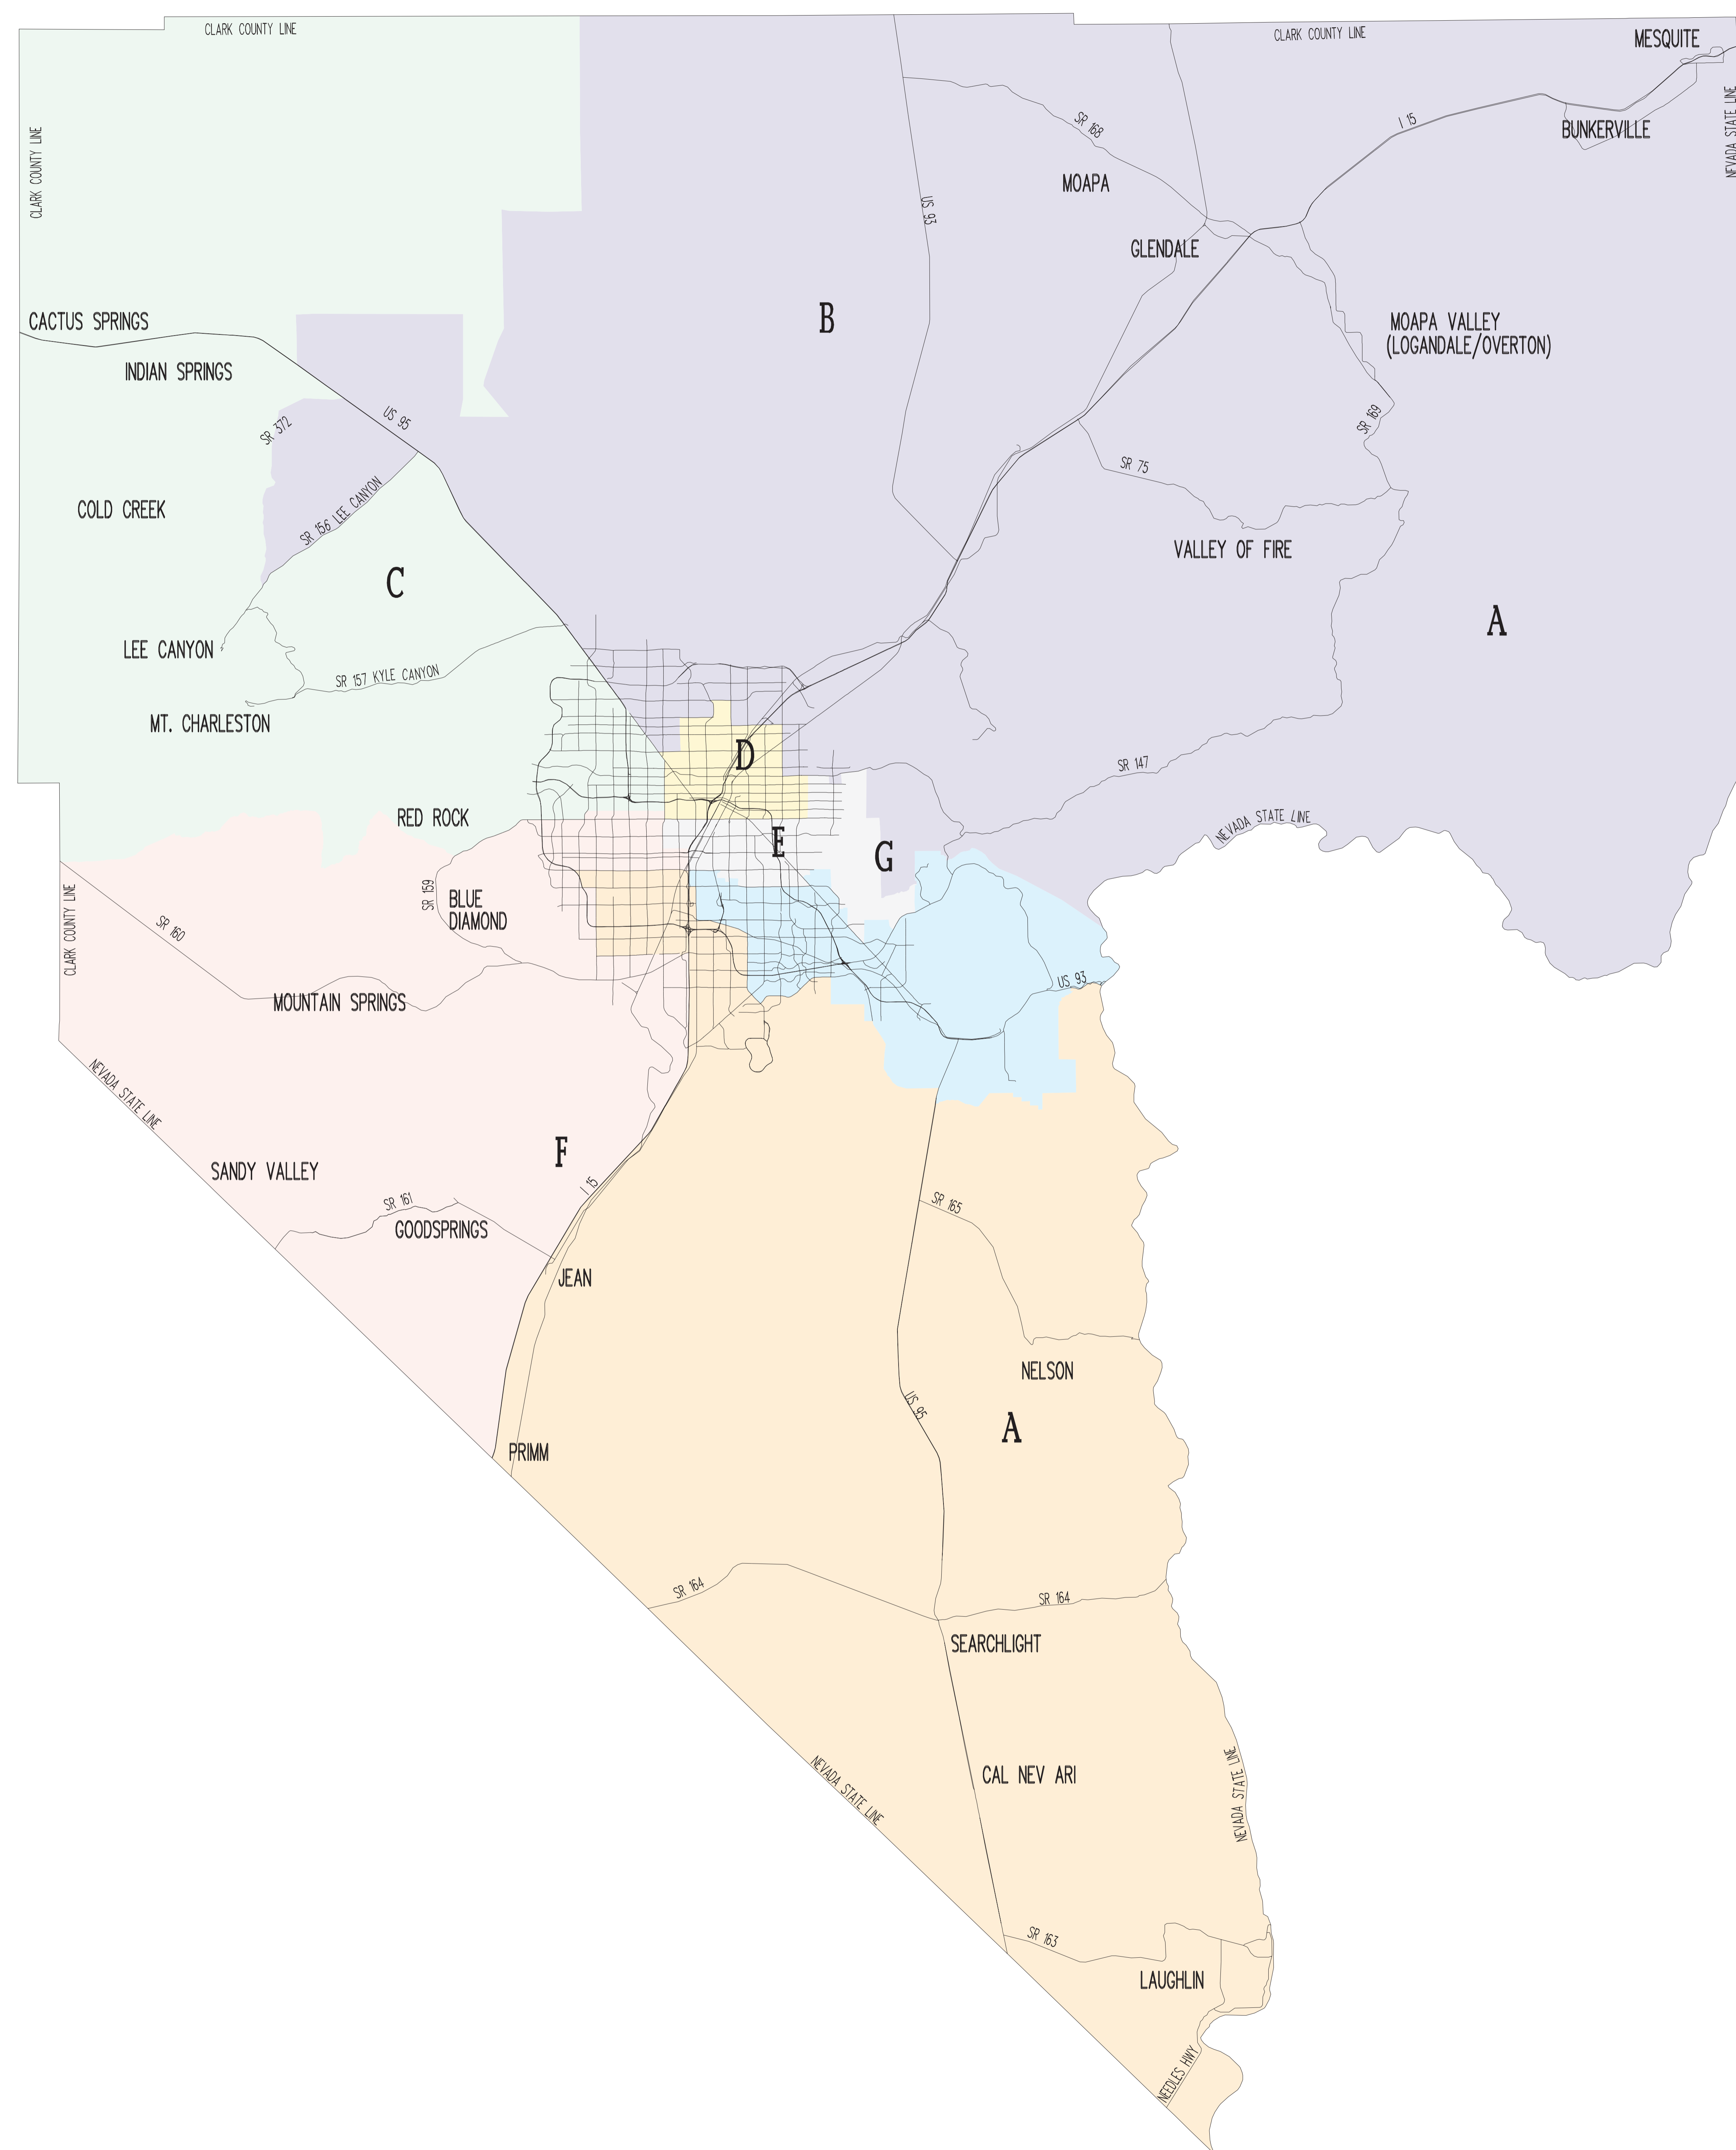 CLARK COUNTY LINE
CLARK COUNTY LINE
MESQUITE
NEVADA STATE LINE
CLARK COUNTY LINE
SR 168
I 15
BUNKERVILLE
MOAPA
US 93
GLENDALE
B
CACTUS SPRINGS
MOAPA VALLEY
(LOGANDALE/OVERTON)
INDIAN SPRINGS
US 95
SR 372
SR 169
SR 75
COLD CREEK
SR 156 LEE CANYON
VALLEY OF FIRE
C
A
LEE CANYON
SR 157 KYLE CANYON
MT. CHARLESTON
D
SR 147
RED ROCK
NEVADA STATE LINE
E
G
SR 159
BLUE
DIAMOND
CLARK COUNTY LINE
SR 160
US 93
MOUNTAIN SPRINGS
NEVADA STATE LINE
F
SANDY VALLEY
I 15
SR 161
SR 165
GOODSPRINGS
JEAN
NELSON
US 95
A
PRIMM
SR 164
SR 164
SEARCHLIGHT
CAL NEV ARI
NEVADA STATE LINE
NEVADA STATE LINE
SR 163
LAUGHLIN
NEEDLES HWY